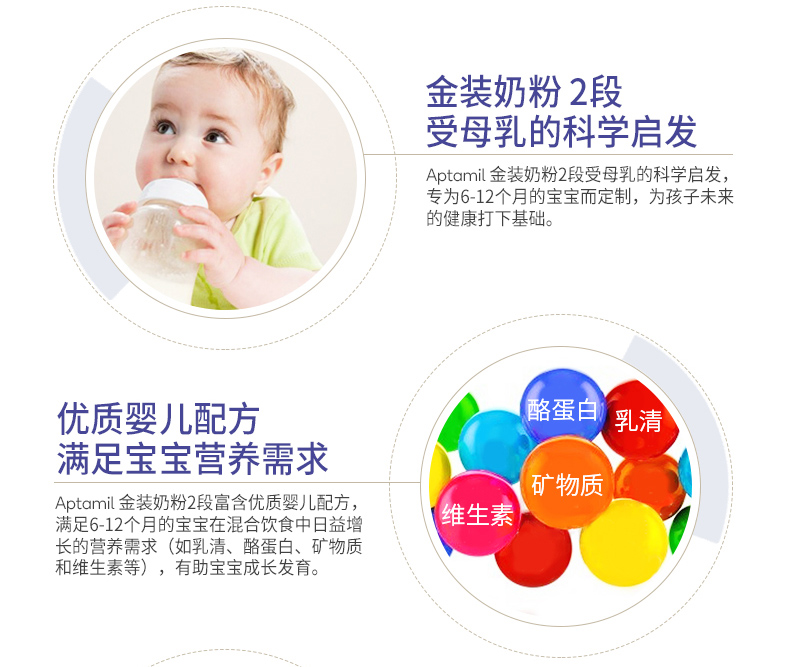 金装奶粉 2段
受母乳的科学启发
Aptamil 金装奶粉2段受母乳的科学启发，
专为6-12个月的宝宝而定制，为孩子未来
的健康打下基础。
优质婴儿配方
满足宝宝营养需求
Aptamil 金装奶粉2段富含优质婴儿配方，
满足6-12个月的宝宝在混合饮食中日益增
长的营养需求（如乳清、酪蛋白、矿物质
和维生素等），有助宝宝成长发育。
酪蛋白
乳清
矿物质
维生素